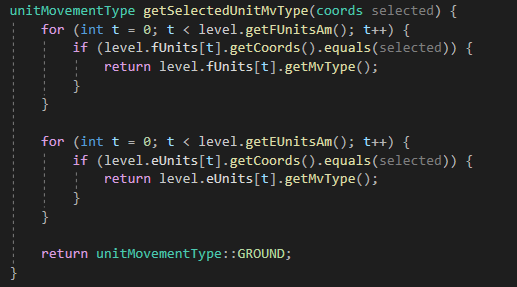 unitMovementType getSelectedUnitMvType(coords selected) {
    for (int t = 0; t < level.getFUnitsAm(); t++) {
        if (level.fUnits[t].getCoords().equals(selected)) {
            return level.fUnits[t].getMvType();
        }
    }

    for (int t = 0; t < level.getEUnitsAm(); t++) {
        if (level.eUnits[t].getCoords().equals(selected)) {
            return level.eUnits[t].getMvType();
        }
    }

    return unitMovementType::GROUND;
}